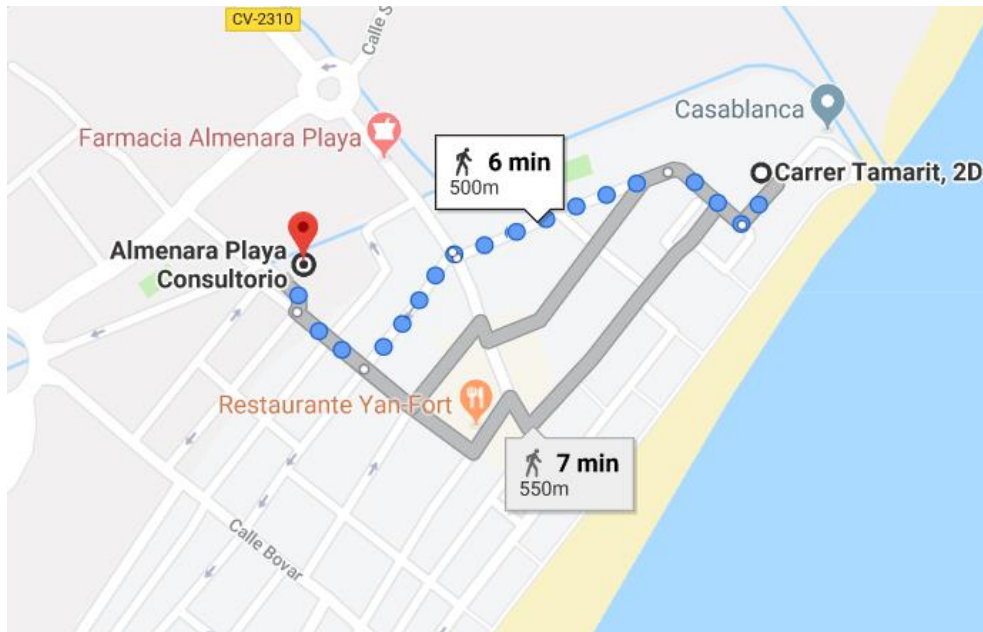 CV-2310
Calle S
Casablanca
Farmacia Almenara Playa
6 min
500m
Carrer Tamarit, 2D
Almenara Playa
Consultorio
Restaurante Yan-Fort
7 min
550m
Calle Bovar